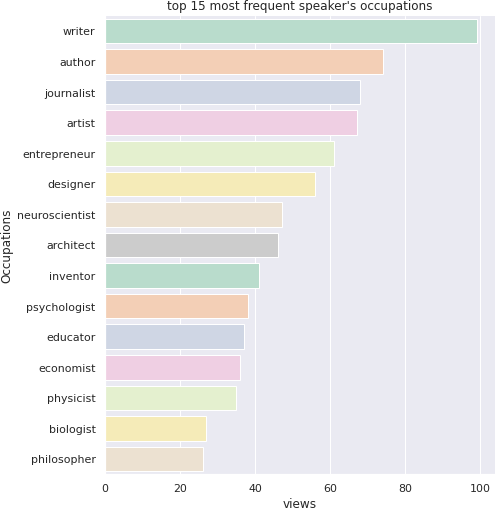 top 15 most frequent speaker's occupations
writer
author
journalist
artist
entrepreneur
designer
neuroscientist
architect
inventor
psychologist
educator
economist
physicist
biologist
philosopher
Occupations
0 20 40 60 80 100
views